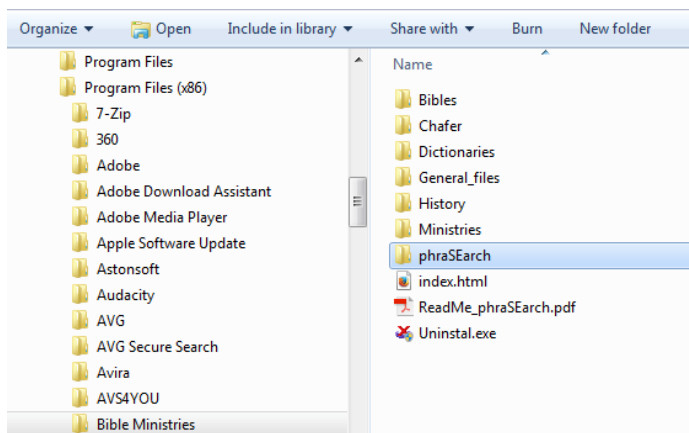 Organize Open Include in library Share with Burn New folder
Program Files
Program Files (x86)
7-Zip
360
Adobe
Adobe Download Assistant
Adobe Media Player
Apple Software Update
Astonsoft
Audacity
AVG
AVG Secure Search
Avira
AVS4YOU
Bible Ministries
Name
Bibles
Chafer
Dictionaries
General_files
History
Ministries
phraSEarch
index.html
ReadMe_phraSEarch.pdf
Uninstal.exe